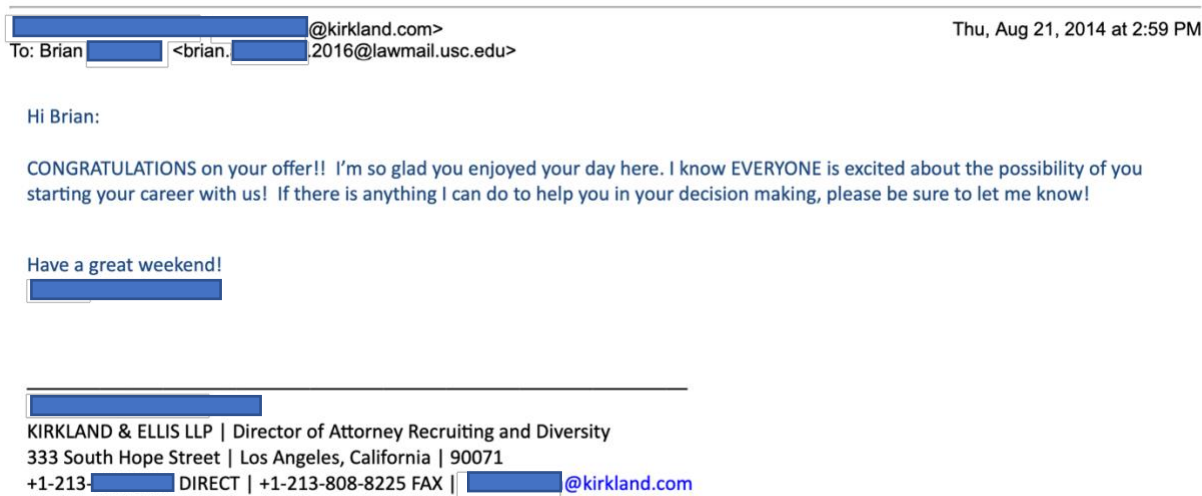 @kirkland.com>
Thu, Aug 21, 2014 at 2:59 PM
To: Brian <brian. .2016@lawmail.usc.edu>
Hi Brian:
CONGRATULATIONS on your offer!! I'm so glad you enjoyed your day here. I know EVERYONE is excited about the possibility of you
starting your career with us! If there is anything I can do to help you in your decision making, please be sure to let me know!
Have a great weekend!
KIRKLAND & ELLIS LLP | Director of Attorney Recruiting and Diversity
333 South Hope Street | Los Angeles, California | 90071
+1-213- DIRECT | +1-213-808-8225 FAX | @kirkland.com